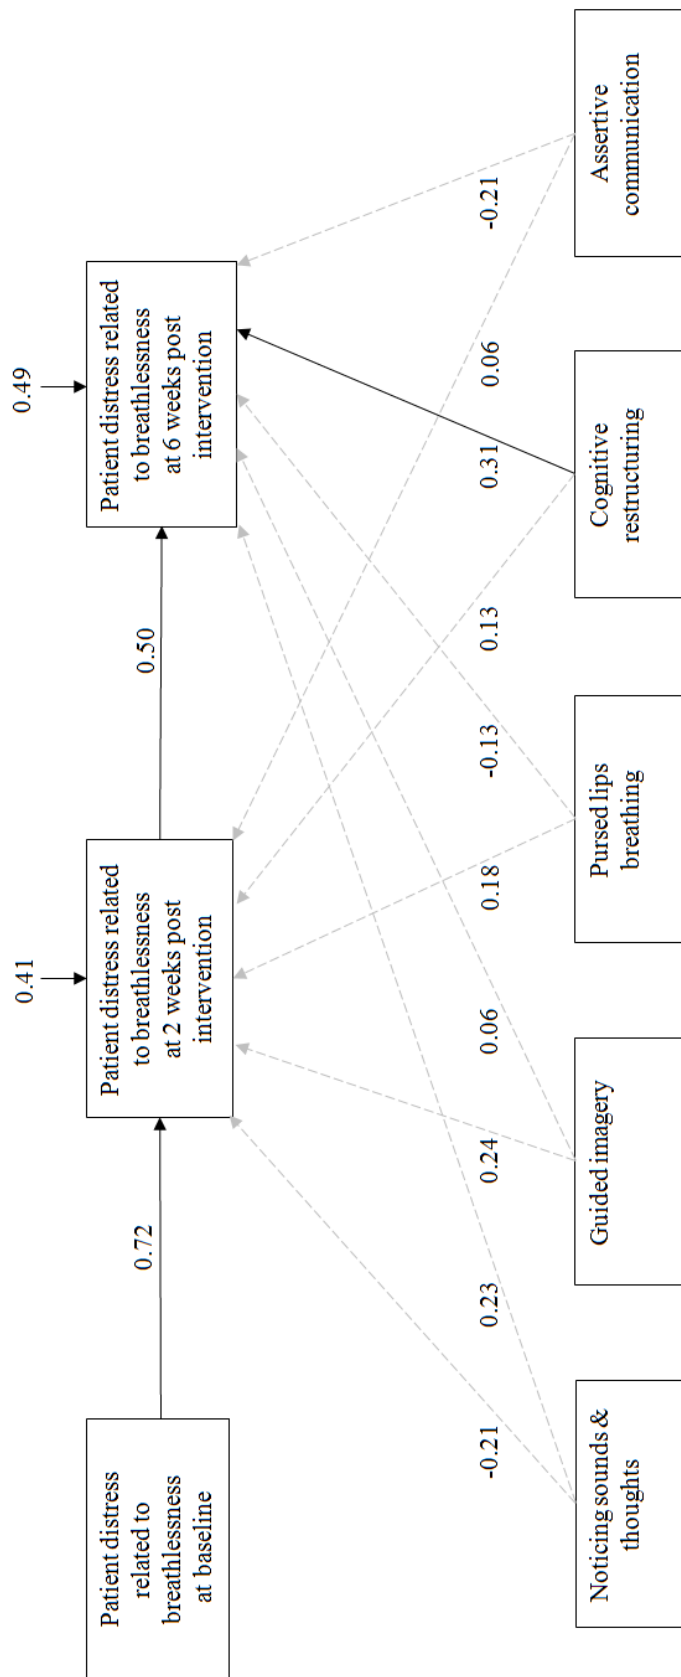 0.41
0.49
Patient distress
related to
breathlessness
at baseline
0.72
Patient distress related
to breathlessness
at 2 weeks post
intervention
0.50
Patient distress related
to breathlessness
at 6 weeks post
intervention
-0.21
0.23
0.24
0.06
0.18
-0.13
0.13
0.31
0.06
-0.21
Noticing sounds &
thoughts
Guided imagery
Pursed lips
breathing
Cognitive
restructuring
Assertive
communication